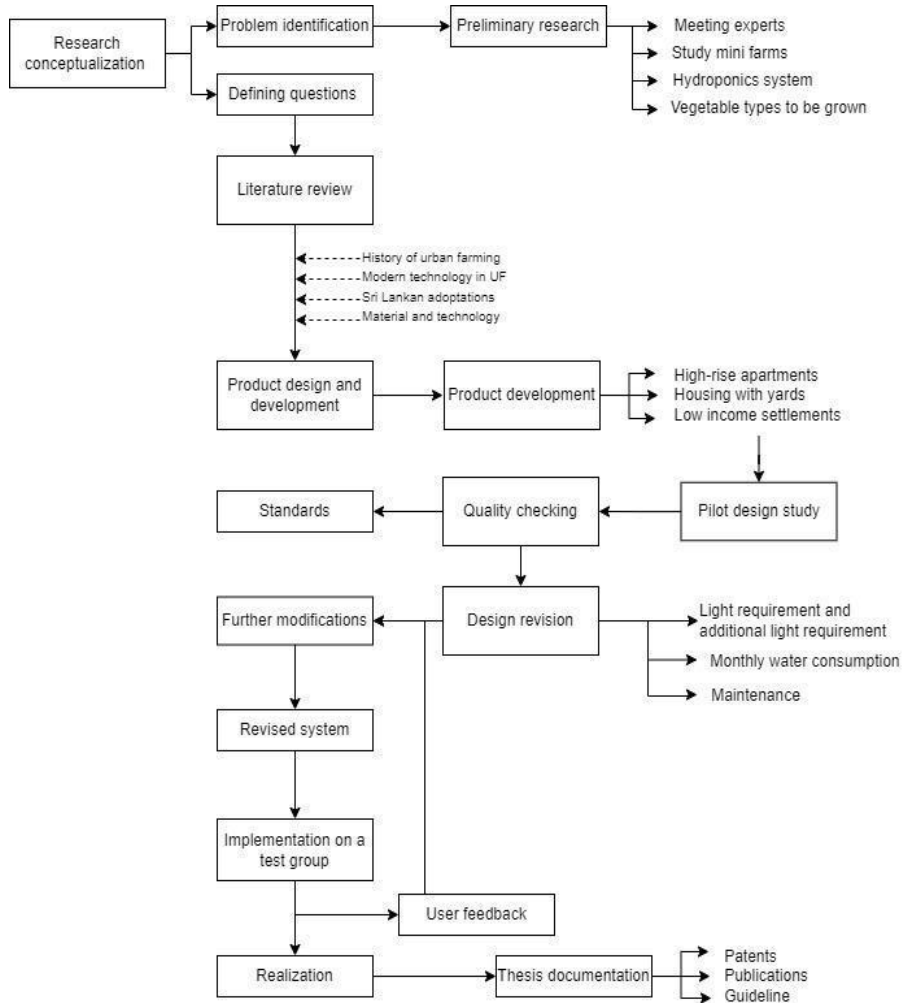 Research
conceptualization
Problem identification
Preliminary research
Meeting experts
Study mini farms
Hydroponics system
Vegetable types to be grown
Defining questions
Literature review
History of urban farming
Modern technology in UF
Sri Lankan adoptations
Material and technology
Product design and
development
Product development
High-rise apartments
Housing with yards
Low income settlements
Standards
Quality checking
Pilot design study
Further modifications
Design revision
Light requirement and
additional light requirement
Monthly water consumption
Maintenance
Revised system
Implementation on a
test group
User feedback
Realization
Thesis documentation
Patents
Publications
Guideline